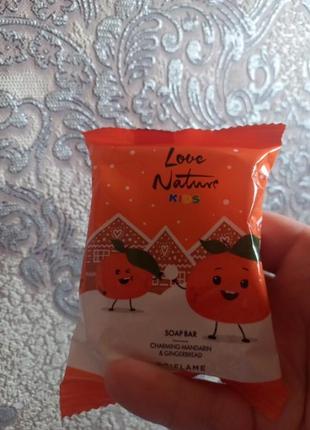 Love
Nature
KIDS
SOAP BAR
CHARMING MANDARIN
& GINGERBREAD
ORIFLAME